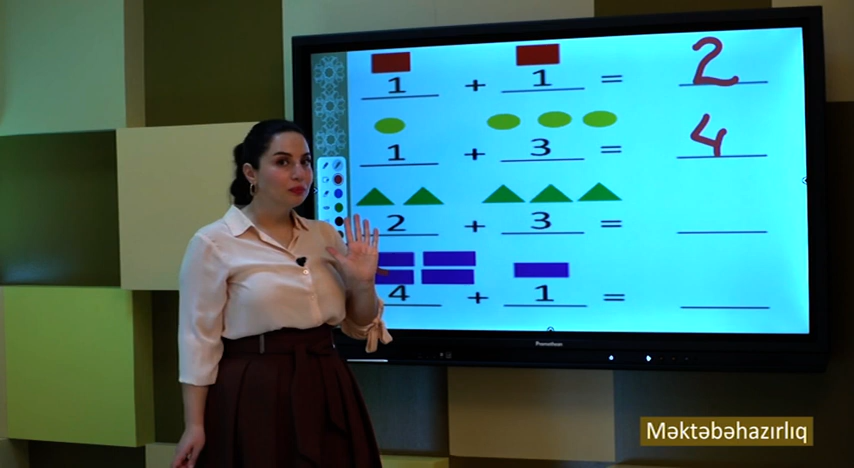 1 + 1 = 2
1 + 3 = 4
2 + 3 =
4 + 1 =
Promethean
Məktəbəhazırlıq